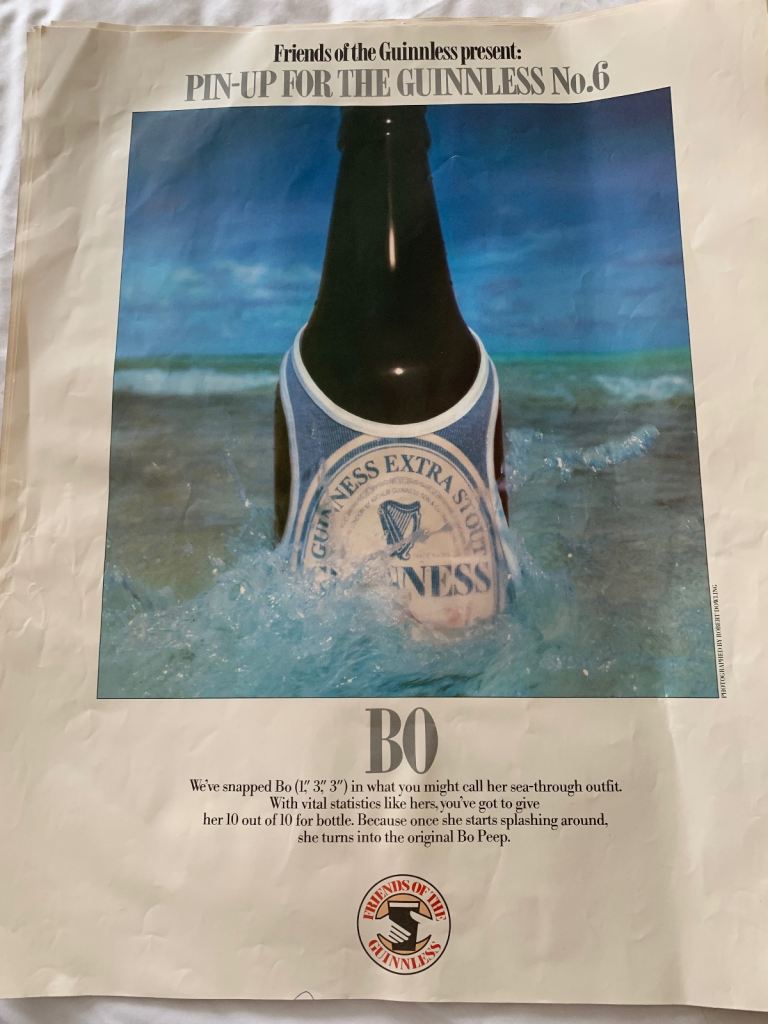 Friends of the Guinnless present:
PIN-UP FOR THE GUINNLESS No.6
GUINNESS EXTRA STOUT
NNESS
PHOTOGRAPHED BY ROBERT DOWLING
BO
We've snapped Bo (1", 3", 3") in what you might call her sea-through outfit.
With vital statistics like hers, you've got to give
her 10 out of 10 for bottle. Because once she starts splashing around,
she turns into the original Bo Peep.
FRIENDS OF THE
GUINNLESS